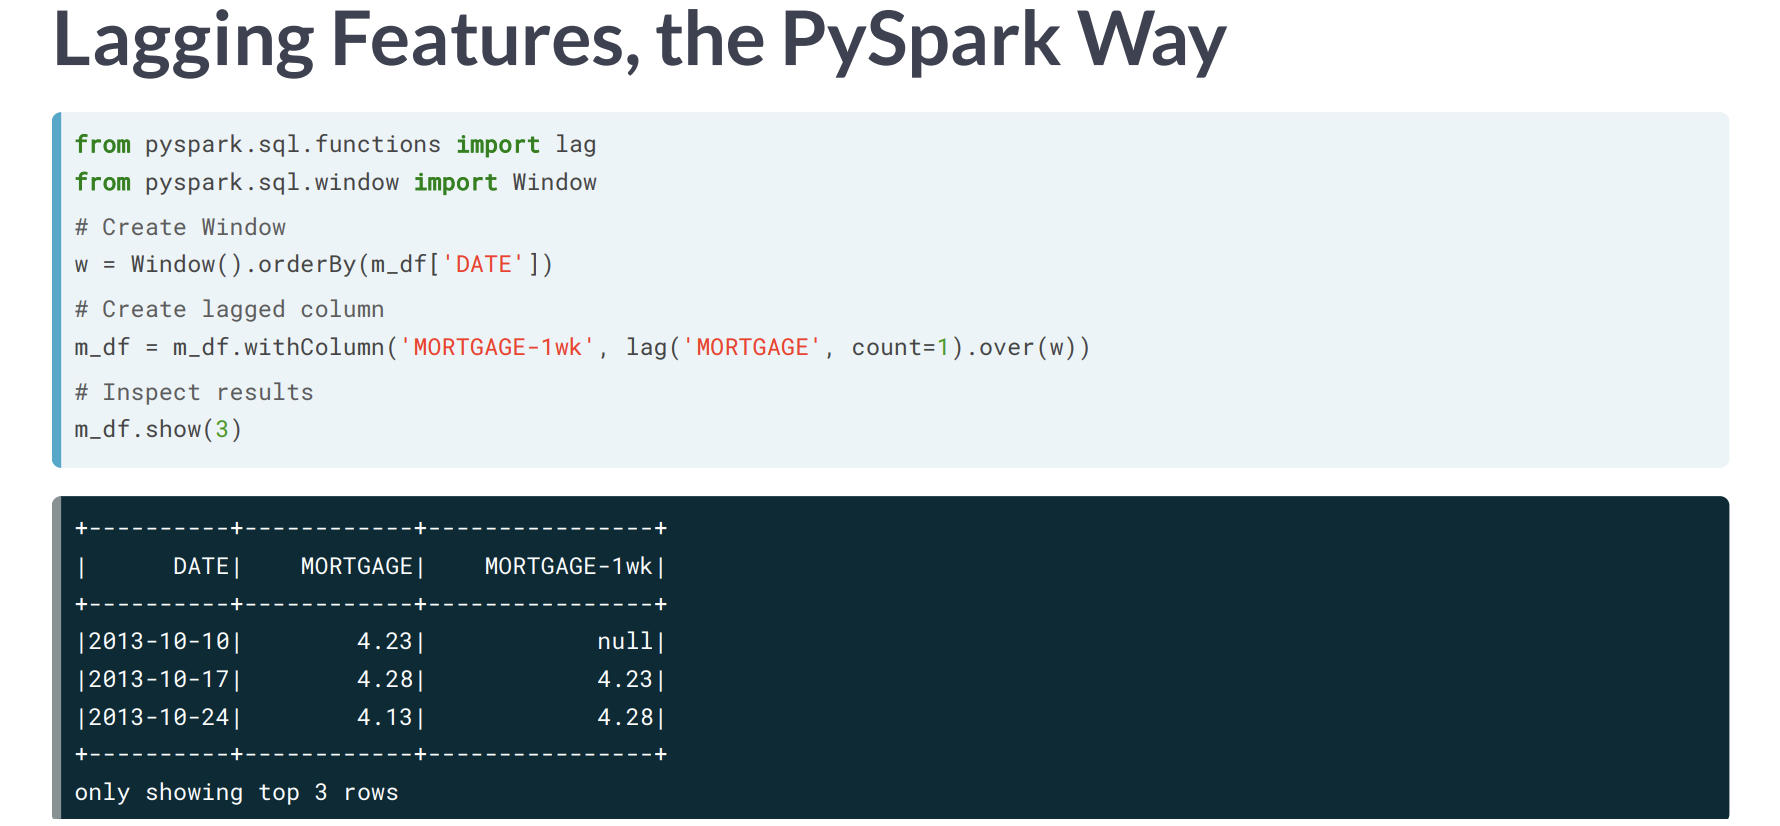 Lagging Features, the PySpark Way
from pyspark.sql.functions import lag
from pyspark.sql.window import Window
# Create Window
w = Window().orderBy(m_df['DATE'])
# Create lagged column
m_df = m_df.withColumn('MORTGAGE-1wk', lag('MORTGAGE', count=1).over(w))
# Inspect results
m_df.show(3)
+----------+------------+----------------+
|      DATE|    MORTGAGE|    MORTGAGE-1wk|
+----------+------------+----------------+
|2013-10-10|        4.23|            null|
|2013-10-17|        4.28|            4.23|
|2013-10-24|        4.13|            4.28|
+----------+------------+----------------+
only showing top 3 rows